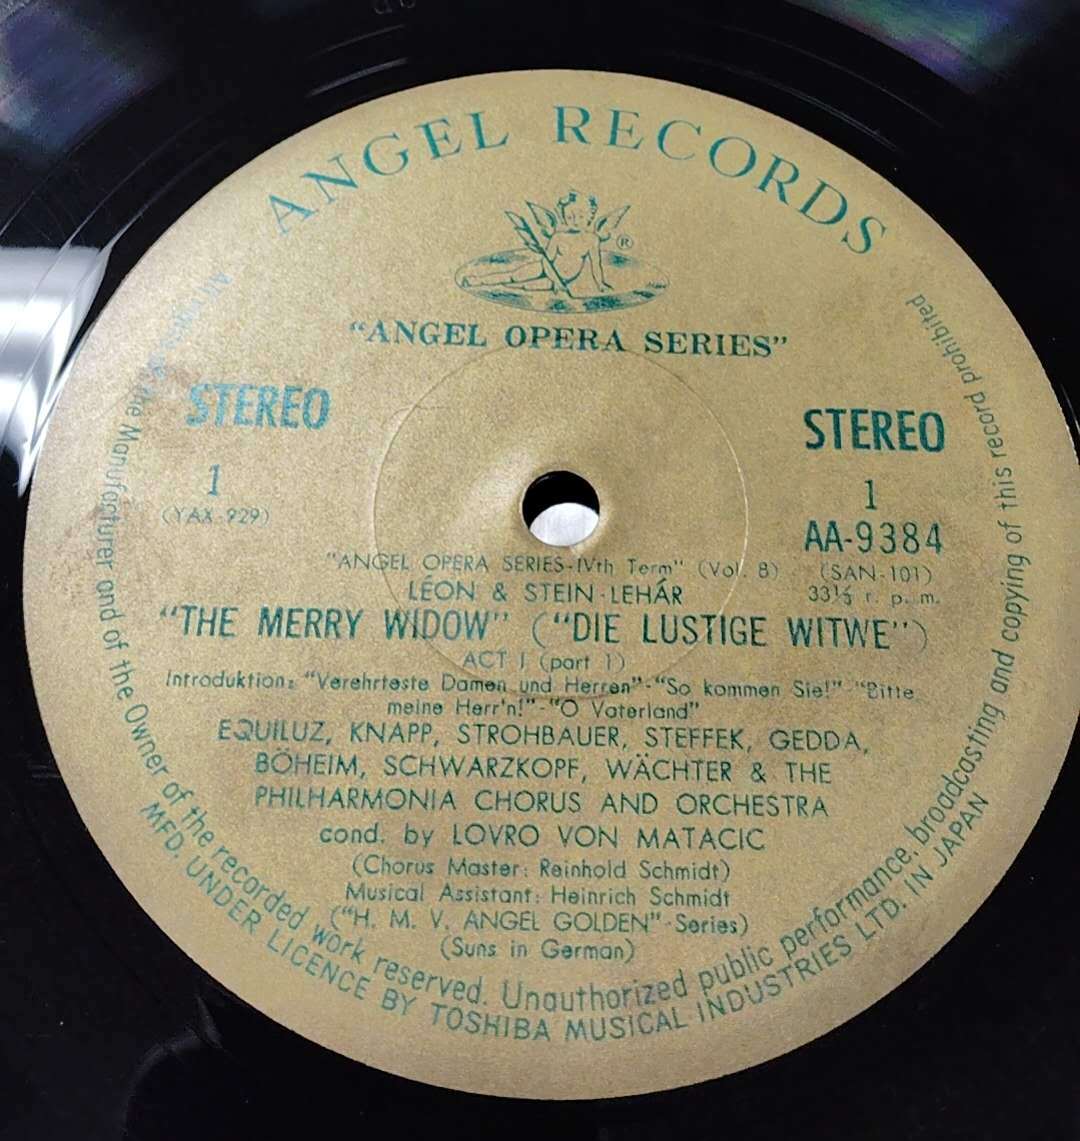 ANGEL RECORDS
®
"ANGEL OPERA SERIES"
STEREO
1
(YAX-929)
STEREO
1
AA-9384
(SAN-101)
33⅓ r. p. m.
"ANGEL OPERA SERIES-IVth Term" (Vol. 8)
LÉON & STEIN-LEHÁR
"THE MERRY WIDOW" ("DIE LUSTIGE WITWE")
ACT I (part 1)
Introduktion: "Verehrteste Damen und Herren"-"So kommen Sie!"-"Bitte,
meine Herr'n!"-"O Vaterland"
EQUILUZ, KNAPP, STROHBAUER, STEFFEK, GEDDA,
BÖHEIM, SCHWARZKOPF, WÄCHTER & THE
PHILHARMONIA CHORUS AND ORCHESTRA
cond. by LOVRO VON MATACIC
(Chorus Master: Reinhold Schmidt)
Musical Assistant: Heinrich Schmidt
("H. M. V. ANGEL GOLDEN"-Series)
(Suns in German)
All rights of the Manufacturer and of the Owner of the recorded work reserved. Unauthorized public performance, broadcasting and copying of this record prohibited
MFD. UNDER LICENCE BY TOSHIBA MUSICAL INDUSTRIES LTD. IN JAPAN